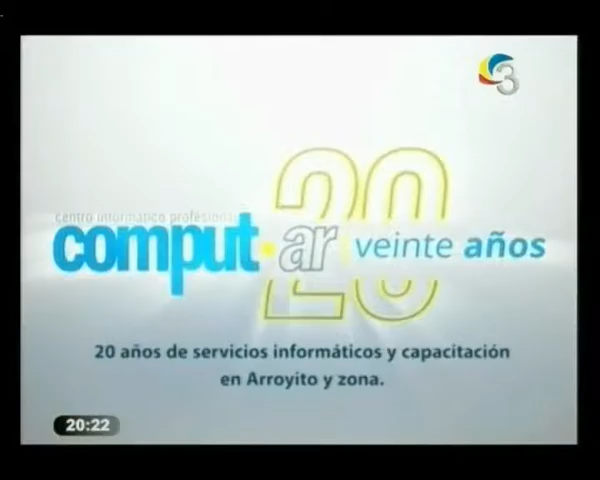 3
20
centro informático profesional
comput.ar veinte años
20 años de servicios informáticos y capacitación
en Arroyito y zona.
20:22